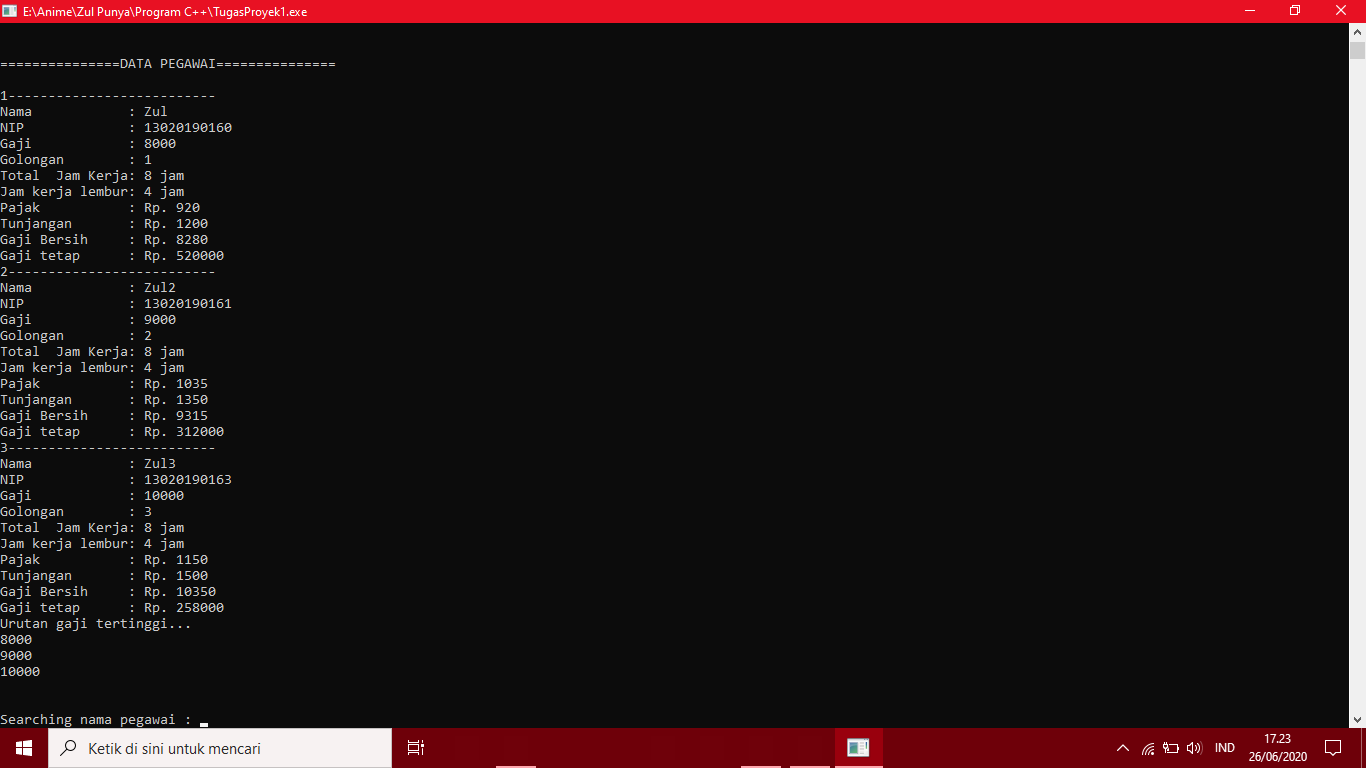 E:\Anime\Zul Punya\Program C++\TugasProyek1.exe
===============DATA PEGAWAI===============
1--------------------------
Nama            : Zul
NIP             : 13020190160
Gaji            : 8000
Golongan        : 1
Total  Jam Kerja: 8 jam
Jam kerja lembur: 4 jam
Pajak           : Rp. 920
Tunjangan       : Rp. 1200
Gaji Bersih     : Rp. 8280
Gaji tetap      : Rp. 520000
2--------------------------
Nama            : Zul2
NIP             : 13020190161
Gaji            : 9000
Golongan        : 2
Total  Jam Kerja: 8 jam
Jam kerja lembur: 4 jam
Pajak           : Rp. 1035
Tunjangan       : Rp. 1350
Gaji Bersih     : Rp. 9315
Gaji tetap      : Rp. 312000
3--------------------------
Nama            : Zul3
NIP             : 13020190163
Gaji            : 10000
Golongan        : 3
Total  Jam Kerja: 8 jam
Jam kerja lembur: 4 jam
Pajak           : Rp. 1150
Tunjangan       : Rp. 1500
Gaji Bersih     : Rp. 10350
Gaji tetap      : Rp. 258000
Urutan gaji tertinggi...
8000
9000
10000
Searching nama pegawai :
Ketik di sini untuk mencari
IND
17.23
26/06/2020